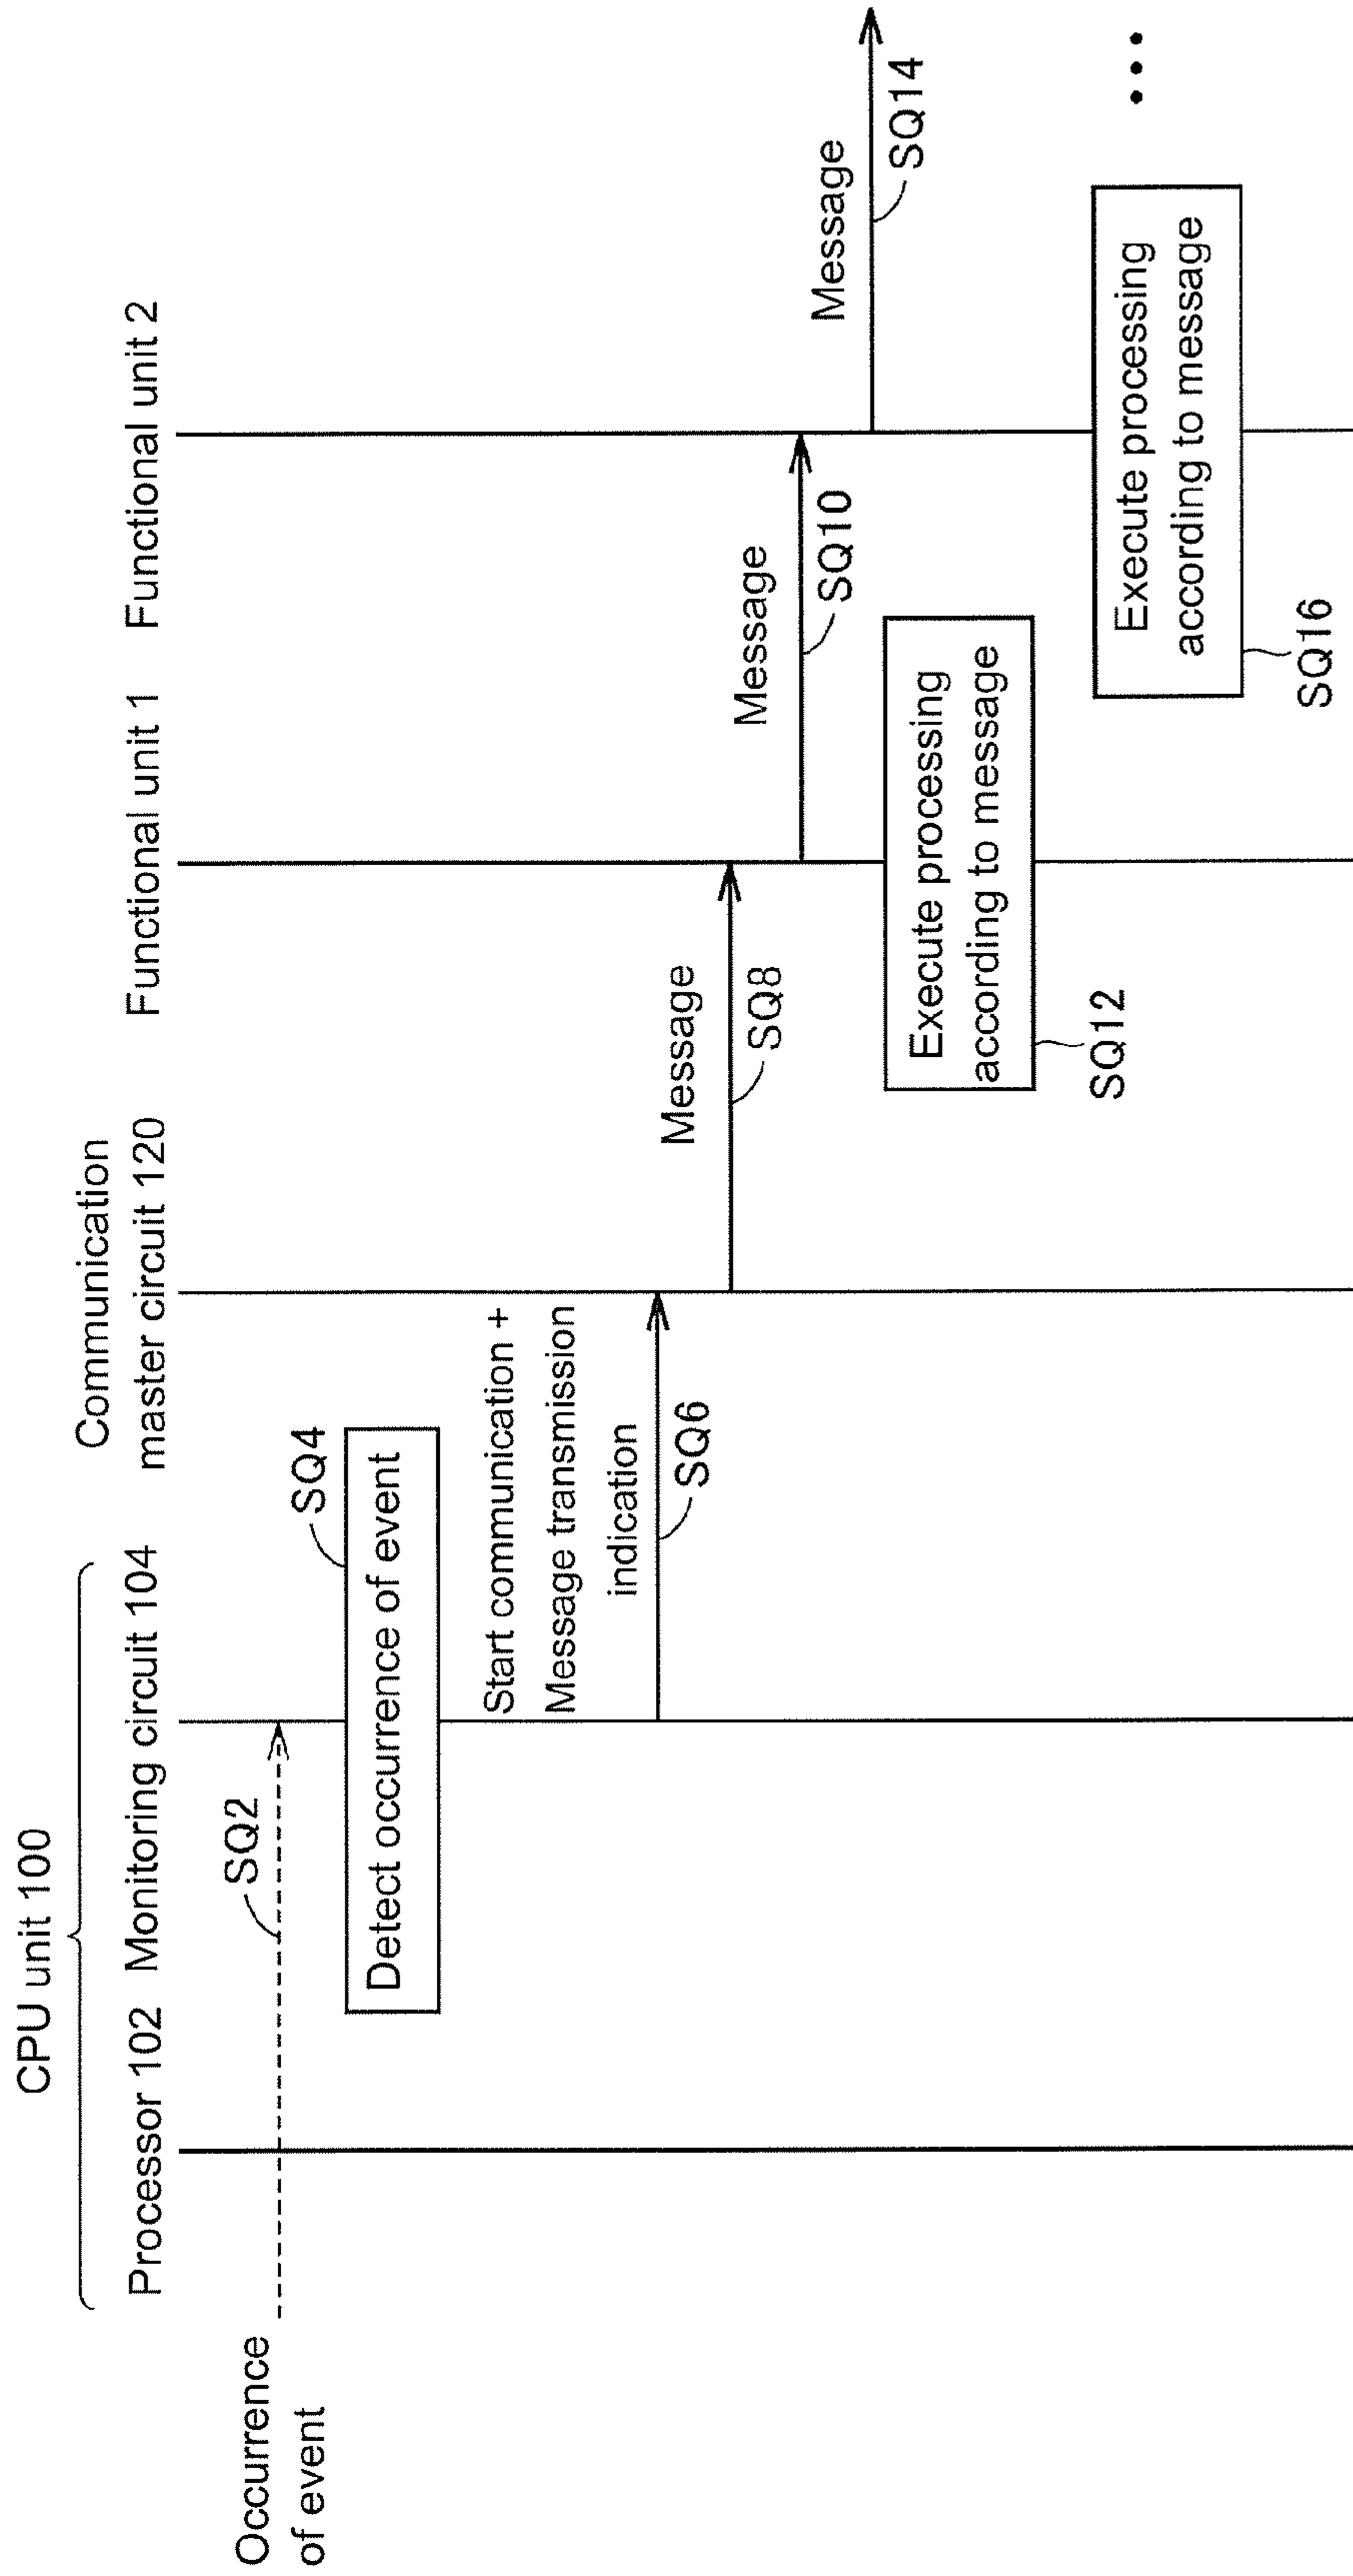 CPU unit 100
Processor 102
Monitoring circuit 104
Communication
master circuit 120
Functional unit 1
Functional unit 2
Occurrence
of event
SQ2
SQ4
Detect occurrence of event
Start communication +
Message transmission
indication
SQ6
Message
SQ8
Message
SQ10
Message
SQ14
Execute processing
according to message
SQ12
Execute processing
according to message
SQ16